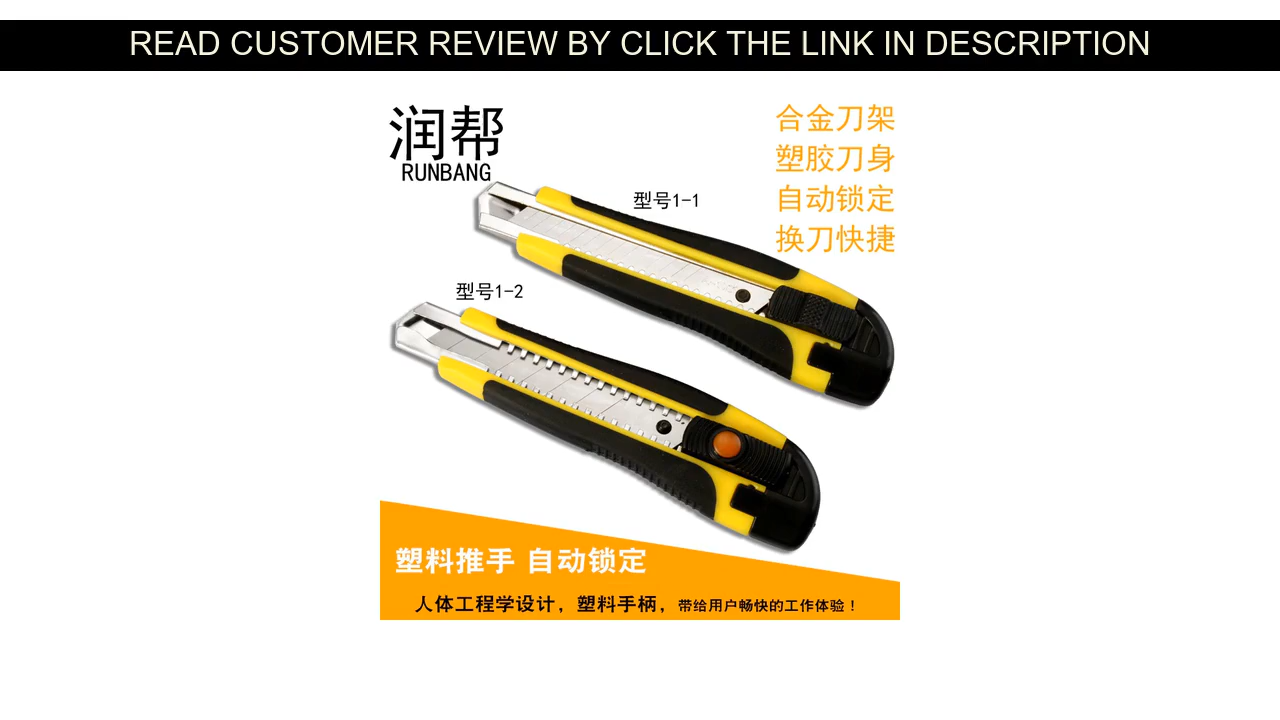 READ CUSTOMER REVIEW BY CLICK THE LINK IN DESCRIPTION
润帮
RUNBANG
合金刀架
塑胶刀身
自动锁定
换刀快捷
型号1-1
型号1-2
塑料推手 自动锁定
人体工程学设计，塑料手柄，带给用户畅快的工作体验！